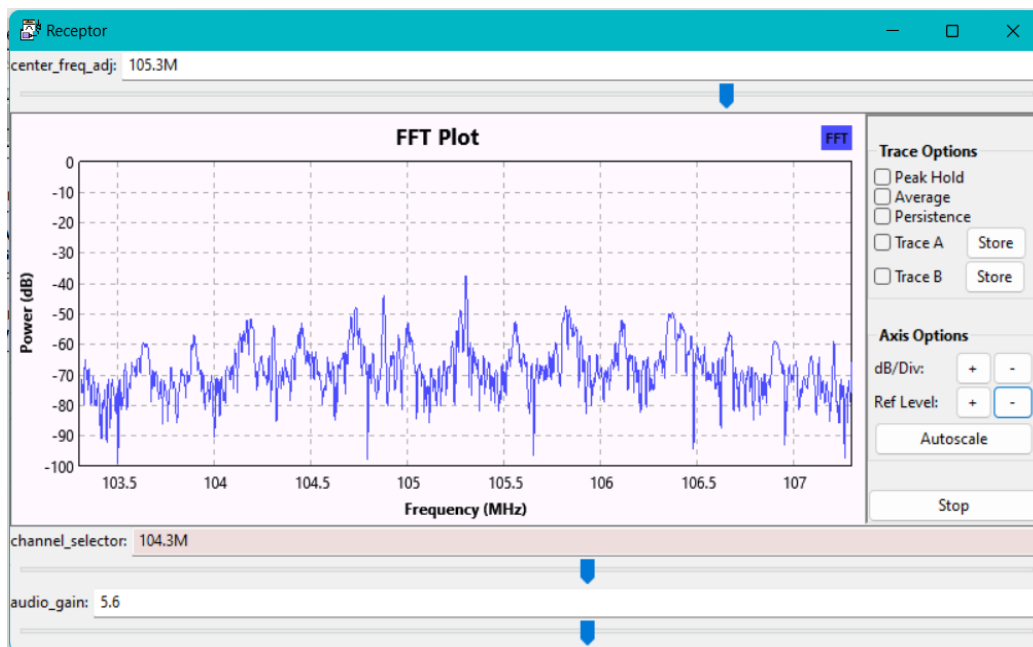 Receptor
center_freq_adj: 105.3M
FFT Plot
FFT
0
-10
-20
-30
-40
-50
-60
-70
-80
-90
-100
Power (dB)
103.5 104 104.5 105 105.5 106 106.5 107
Frequency (MHz)
Trace Options
Peak Hold
Average
Persistence
Trace A Store
Trace B Store
Axis Options
dB/Div: + -
Ref Level: + -
Autoscale
Stop
channel_selector: 104.3M
audio_gain: 5.6